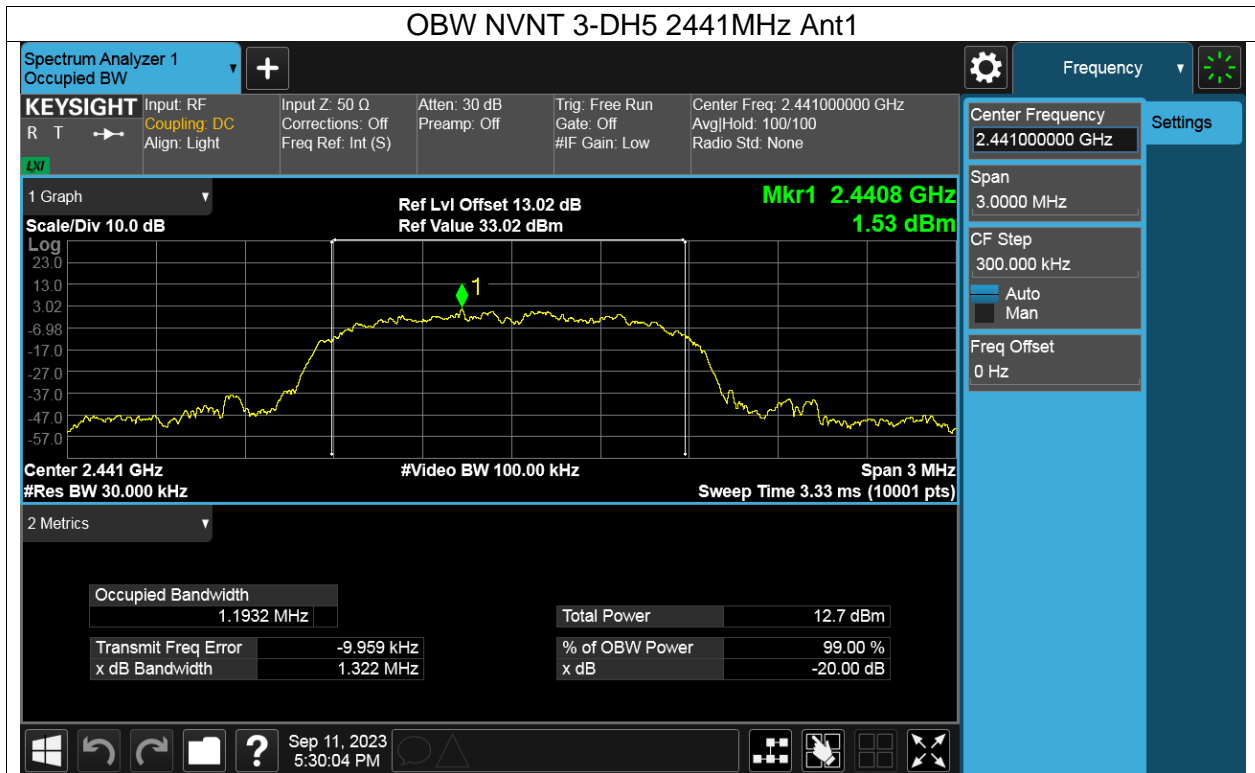 OBW NVNT 3-DH5 2441MHz Ant1
Spectrum Analyzer 1
Occupied BW
Frequency
KEYSIGHT
R T
LXI
Input: RF
Coupling: DC
Align: Light
Input Z: 50 Ω
Corrections: Off
Freq Ref: Int (S)
Atten: 30 dB
Preamp: Off
Trig: Free Run
Gate: Off
#IF Gain: Low
Center Freq: 2.441000000 GHz
Avg|Hold: 100/100
Radio Std: None
Center Frequency
2.441000000 GHz
Settings
Span
3.0000 MHz
CF Step
300.000 kHz
Auto
Man
Freq Offset
0 Hz
1 Graph
Scale/Div 10.0 dB
Ref Lvl Offset 13.02 dB
Ref Value 33.02 dBm
Mkr1 2.4408 GHz
1.53 dBm
Log
23.0
13.0
3.02
-6.98
-17.0
-27.0
-37.0
-47.0
-57.0
1
Center 2.441 GHz
#Video BW 100.00 kHz
Span 3 MHz
#Res BW 30.000 kHz
Sweep Time 3.33 ms (10001 pts)
2 Metrics
Occupied Bandwidth
1.1932 MHz
Total Power 12.7 dBm
Transmit Freq Error -9.959 kHz
% of OBW Power 99.00 %
x dB Bandwidth 1.322 MHz
x dB -20.00 dB
?
Sep 11, 2023
5:30:04 PM